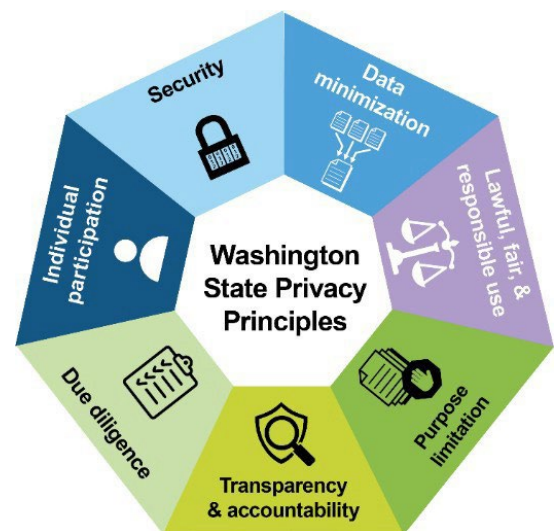 Washington
State Privacy
Principles
Security
Data
minimization
Lawful, fair, &
responsible use
Purpose
limitation
Transparency
& accountability
Due diligence
Individual
participation